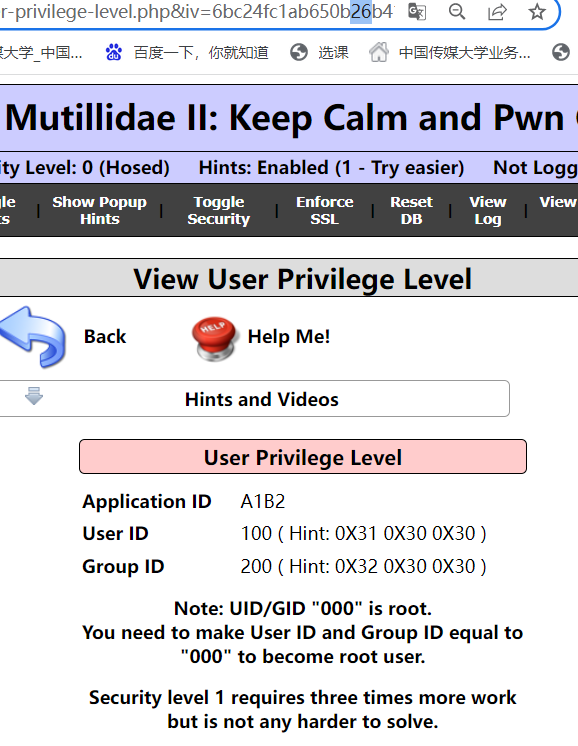 r-privilege-level.php&iv=6bc24fc1ab650b26b4
某大学_中国... 百度一下，你就知道 选课 中国传媒大学业务...
Mutillidae II: Keep Calm and Pwn
ity Level: 0 (Hosed) Hints: Enabled (1 - Try easier) Not Logg
gle Show Popup Toggle Enforce Reset View View
ts | Hints | Security | SSL | DB | Log |
View User Privilege Level
Back HELP Help Me!
Hints and Videos
User Privilege Level
Application ID A1B2
User ID 100 ( Hint: 0X31 0X30 0X30 )
Group ID 200 ( Hint: 0X32 0X30 0X30 )
Note: UID/GID "000" is root.
You need to make User ID and Group ID equal to
"000" to become root user.
Security level 1 requires three times more work
but is not any harder to solve.